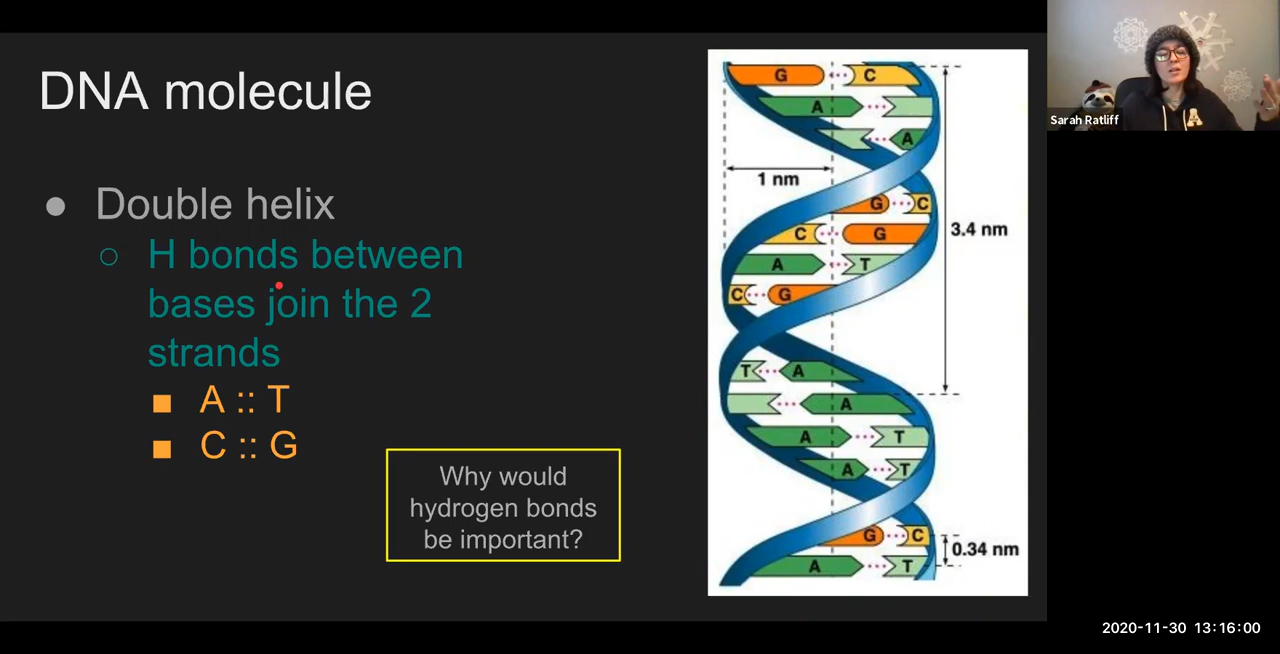 DNA molecule
● Double helix
○ H bonds between
bases join the 2
strands
■ A :: T
■ C :: G
Why would
hydrogen bonds
be important?
G C
A
A
1 nm
G C
C G
3.4 nm
A T
C G
T A
A
A T
A T
G C
0.34 nm
A T
Sarah Ratliff
A
2020-11-30 13:16:00